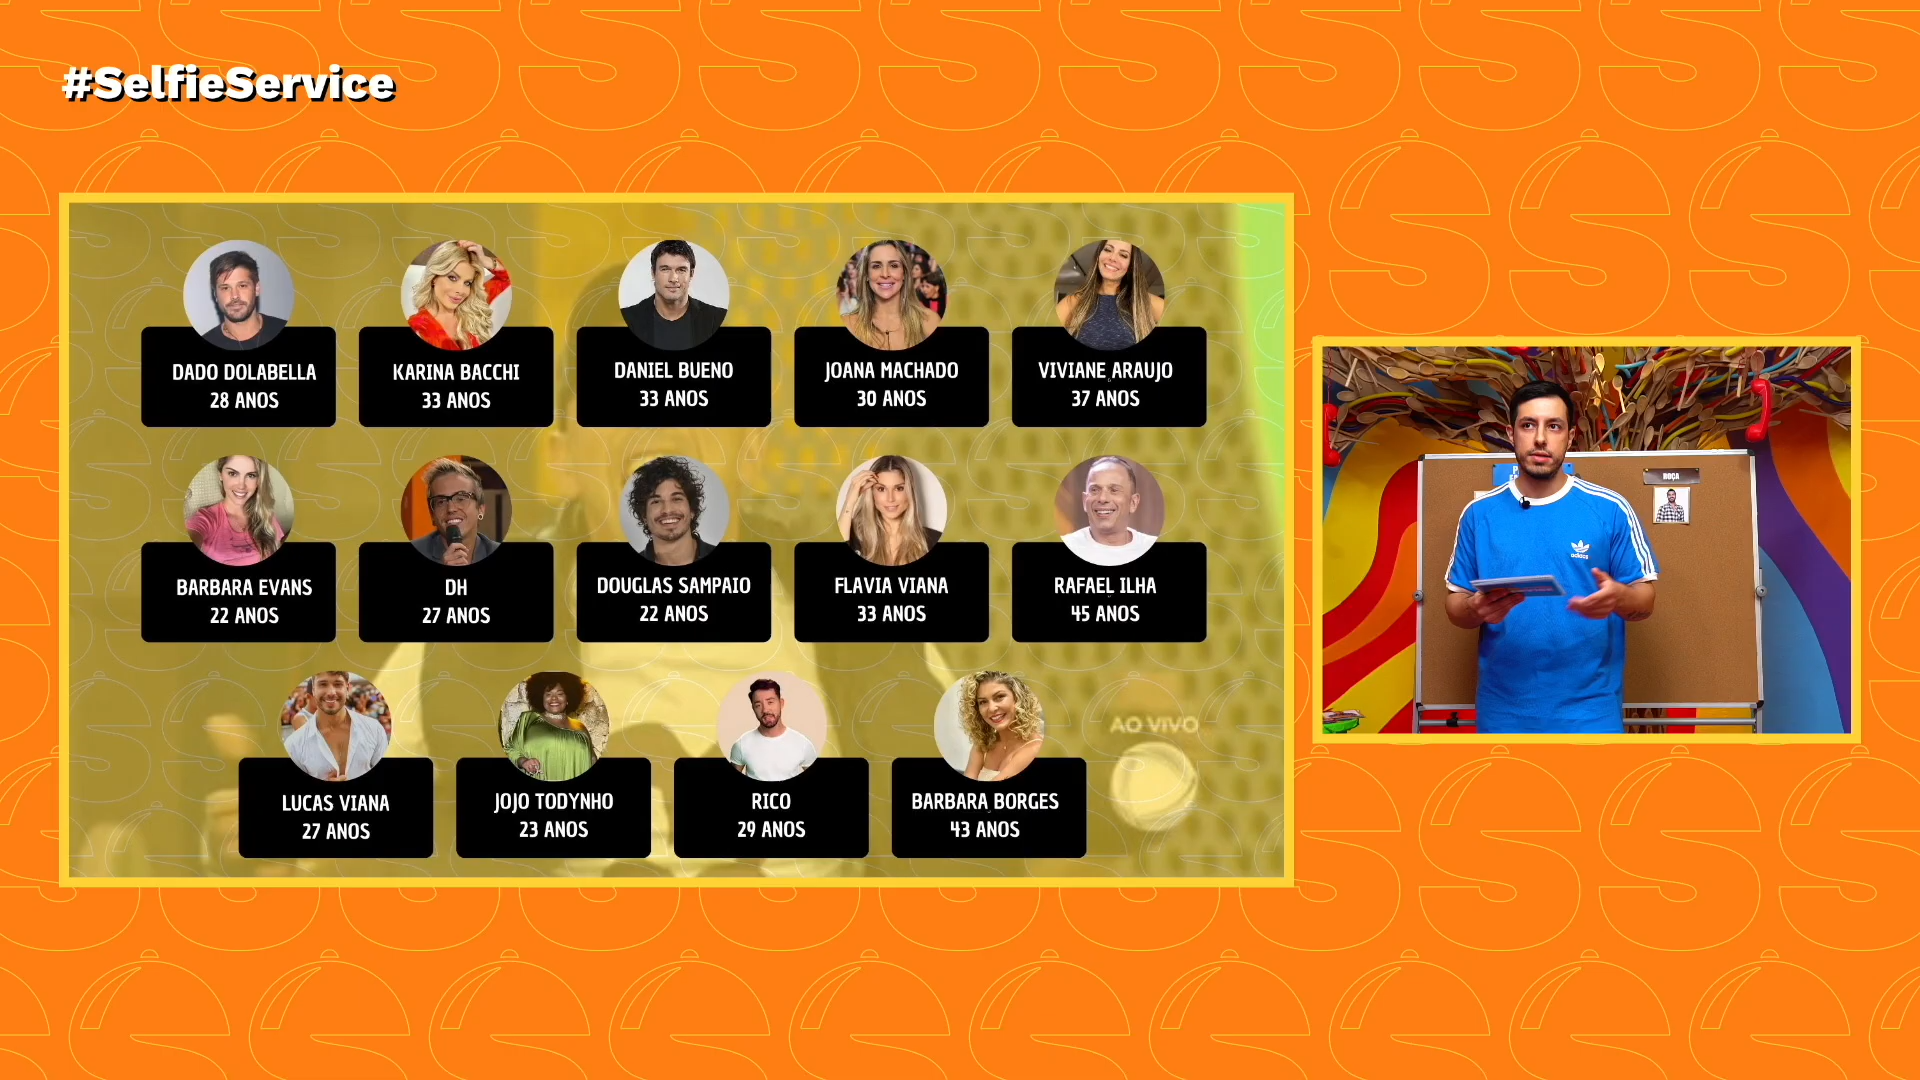 #SelfieService
DADO DOLABELLA
28 ANOS
KARINA BACCHI
33 ANOS
DANIEL BUENO
33 ANOS
JOANA MACHADO
30 ANOS
VIVIANE ARAUJO
37 ANOS
BARBARA EVANS
22 ANOS
DH
27 ANOS
DOUGLAS SAMPAIO
22 ANOS
FLAVIA VIANA
33 ANOS
RAFAEL ILHA
45 ANOS
LUCAS VIANA
27 ANOS
JOJO TODYNHO
23 ANOS
RICO
29 ANOS
BARBARA BORGES
43 ANOS
AO VIVO
ROÇA
adidas